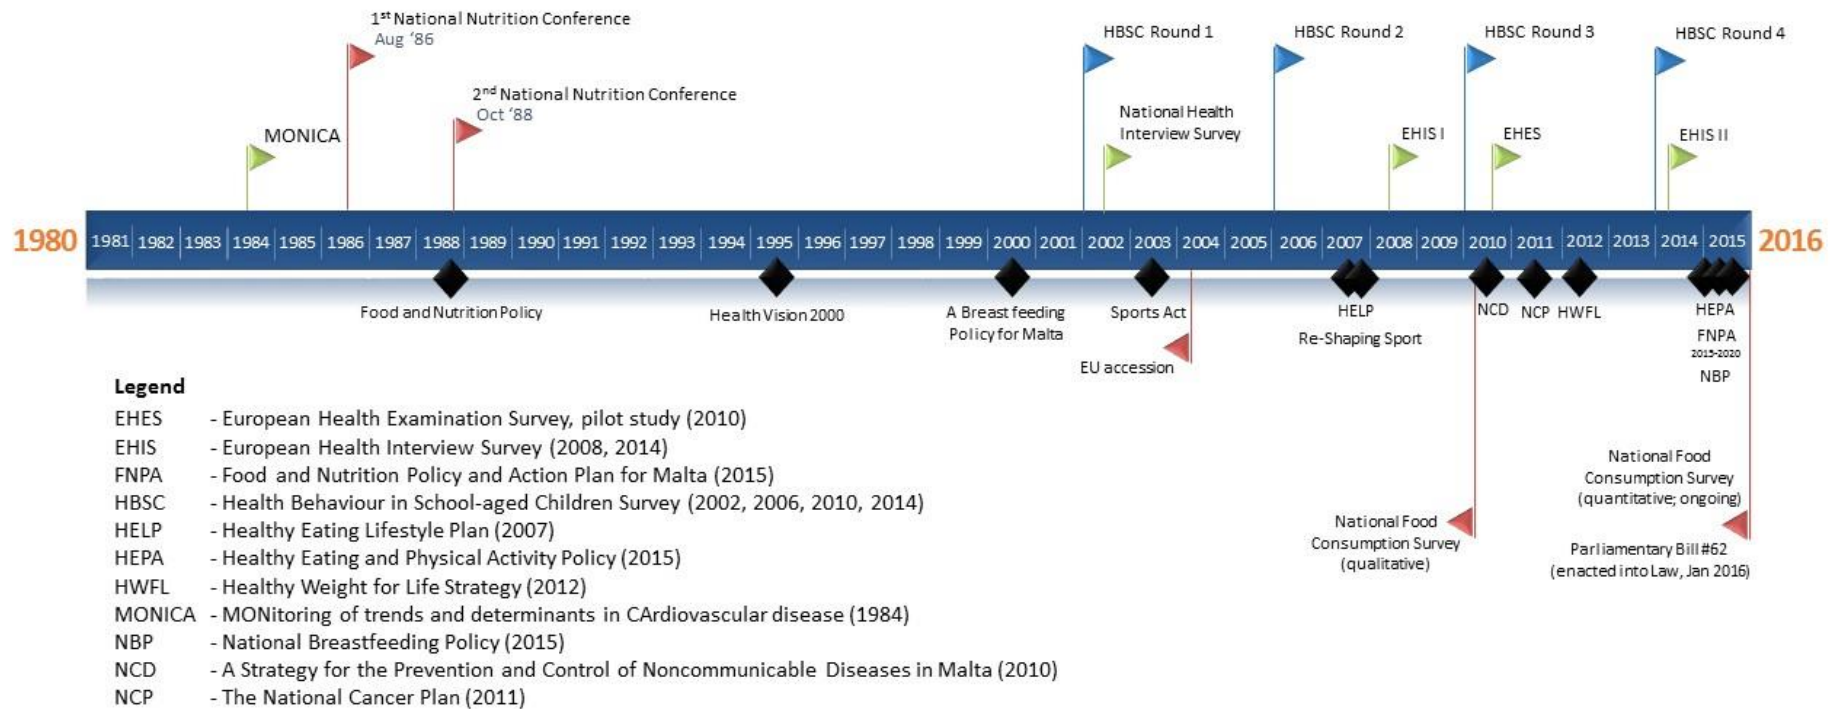 1st National Nutrition Conference
Aug ‘86
HBSC Round 1
HBSC Round 2
HBSC Round 3
HBSC Round 4
2nd National Nutrition Conference
Oct ‘88
MONICA
National Health
Interview Survey
EHIS I
EHES
EHIS II
1980
1981 1982 1983 1984 1985 1986 1987 1988 1989 1990 1991 1992 1993 1994 1995 1996 1997 1998 1999 2000 2001 2002 2003 2004 2005 2006 2007 2008 2009 2010 2011 2012 2013 2014 2015
2016
Food and Nutrition Policy
Health Vision 2000
A Breast feeding
Policy for Malta
Sports Act
EU accession
HELP
Re-Shaping Sport
NCD
NCP
HWFL
HEPA
FNPA
2015-2020
NBP
National Food
Consumption Survey
(qualitative)
National Food
Consumption Survey
(quantitative; ongoing)
Parliamentary Bill #62
(enacted into Law, Jan 2016)
Legend
EHES - European Health Examination Survey, pilot study (2010)
EHIS - European Health Interview Survey (2008, 2014)
FNPA - Food and Nutrition Policy and Action Plan for Malta (2015)
HBSC - Health Behaviour in School-aged Children Survey (2002, 2006, 2010, 2014)
HELP - Healthy Eating Lifestyle Plan (2007)
HEPA - Healthy Eating and Physical Activity Policy (2015)
HWFL - Healthy Weight for Life Strategy (2012)
MONICA - MONitoring of trends and determinants in CArdiovascular disease (1984)
NBP - National Breastfeeding Policy (2015)
NCD - A Strategy for the Prevention and Control of Noncommunicable Diseases in Malta (2010)
NCP - The National Cancer Plan (2011)